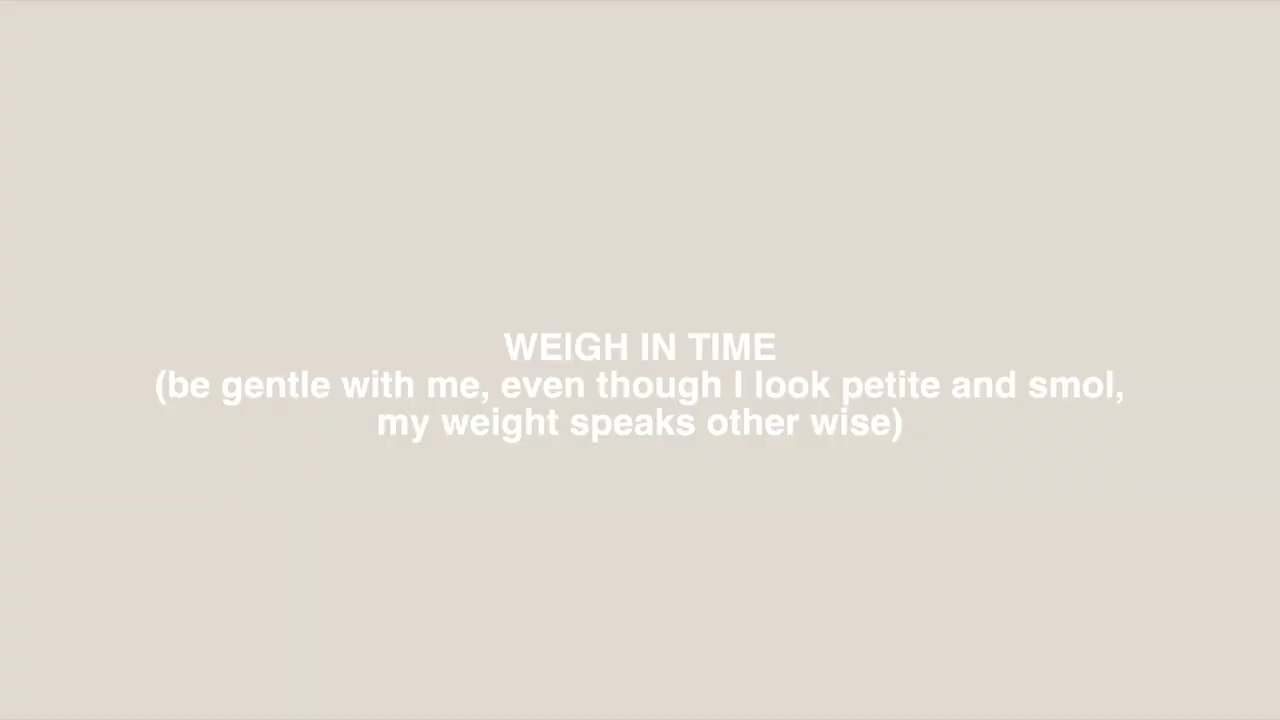 WEIGH IN TIME
(be gentle with me, even though I look petite and smol,
my weight speaks other wise)